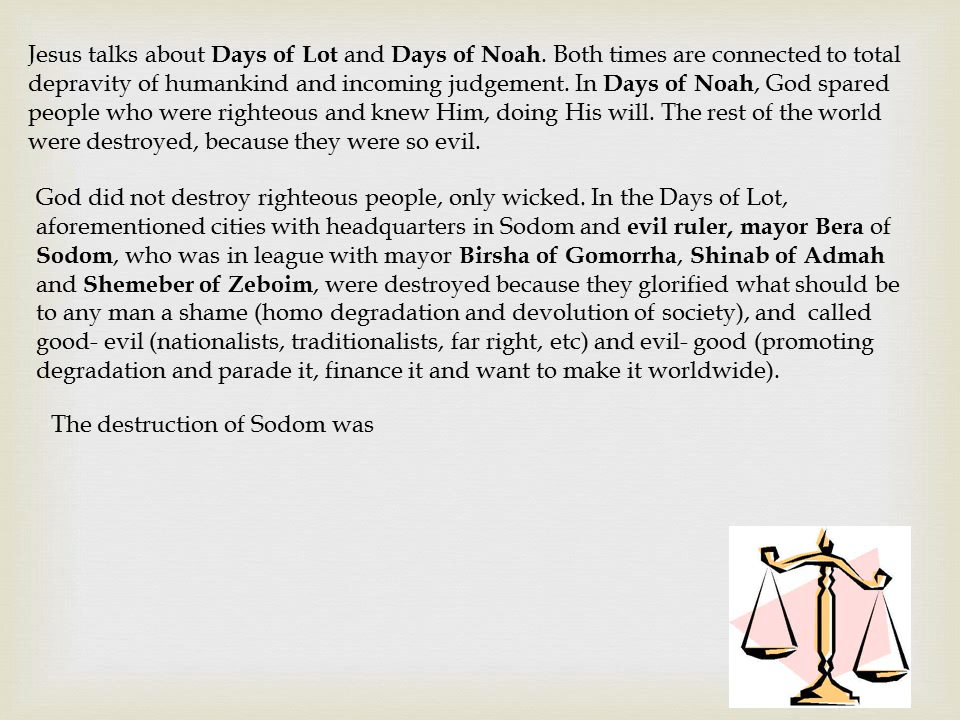 Jesus talks about Days of Lot and Days of Noah. Both times are connected to total
depravity of humankind and incoming judgement. In Days of Noah, God spared
people who were righteous and knew Him, doing His will. The rest of the world
were destroyed, because they were so evil.
God did not destroy righteous people, only wicked. In the Days of Lot,
aforementioned cities with headquarters in Sodom and evil ruler, mayor Bera of
Sodom, who was in league with mayor Birsha of Gomorrha, Shinab of Admah
and Shemeber of Zeboim, were destroyed because they glorified what should be
to any man a shame (homo degradation and devolution of society), and called
good- evil (nationalists, traditionalists, far right, etc) and evil- good (promoting
degradation and parade it, finance it and want to make it worldwide).
The destruction of Sodom was